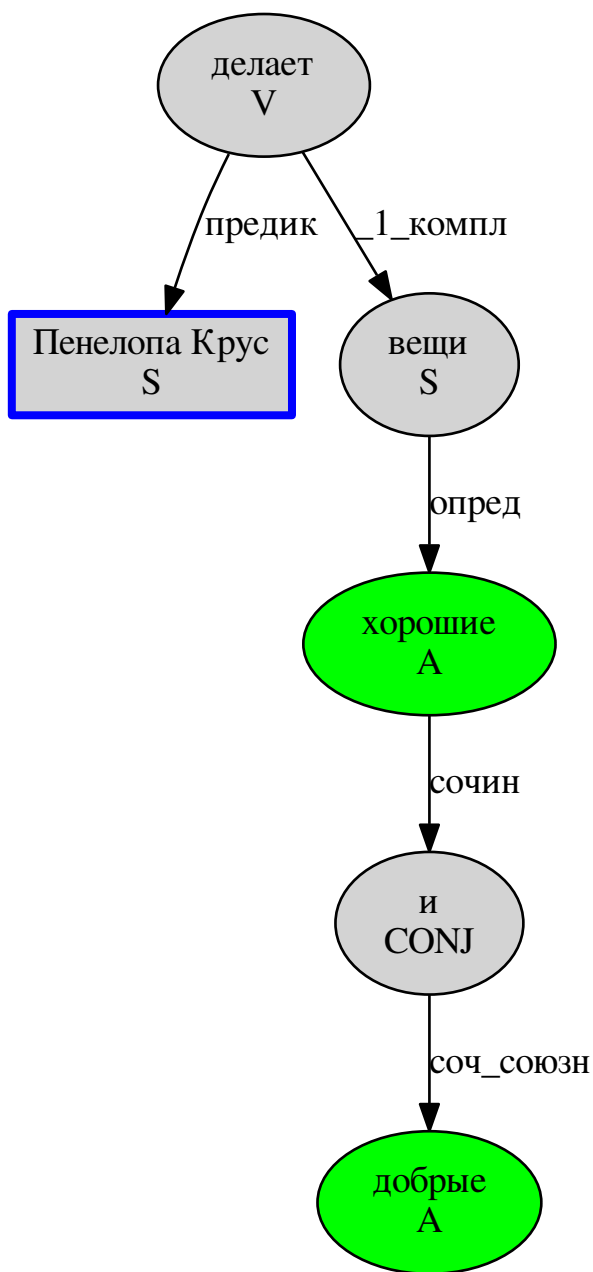 делает
V
предик
_1_компл
Пенелопа Крус
S
вещи
S
опред
хорошие
A
сочин
и
CONJ
соч_союзн
добрые
A